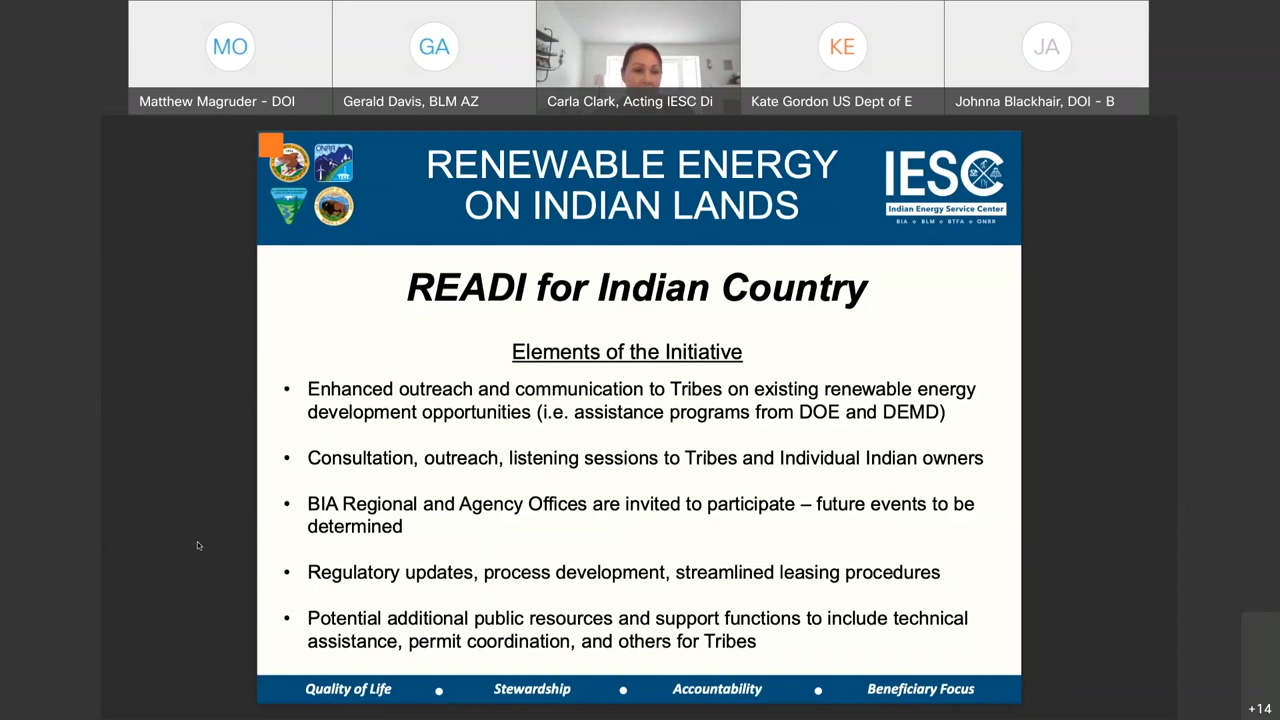 MO
GA
KE
JA
Matthew Magruder - DOI
Gerald Davis, BLM AZ
Carla Clark, Acting IESC Di
Kate Gordon US Dept of E
Johnna Blackhair, DOI - B
ONRR
RENEWABLE ENERGY
ON INDIAN LANDS
IESC
Indian Energy Service Center
BIA BLM BTFA ONRR
READI for Indian Country
Elements of the Initiative
• Enhanced outreach and communication to Tribes on existing renewable energy
development opportunities (i.e. assistance programs from DOE and DEMD)
• Consultation, outreach, listening sessions to Tribes and Individual Indian owners
• BIA Regional and Agency Offices are invited to participate – future events to be
determined
• Regulatory updates, process development, streamlined leasing procedures
• Potential additional public resources and support functions to include technical
assistance, permit coordination, and others for Tribes
Quality of Life • Stewardship • Accountability • Beneficiary Focus
+14